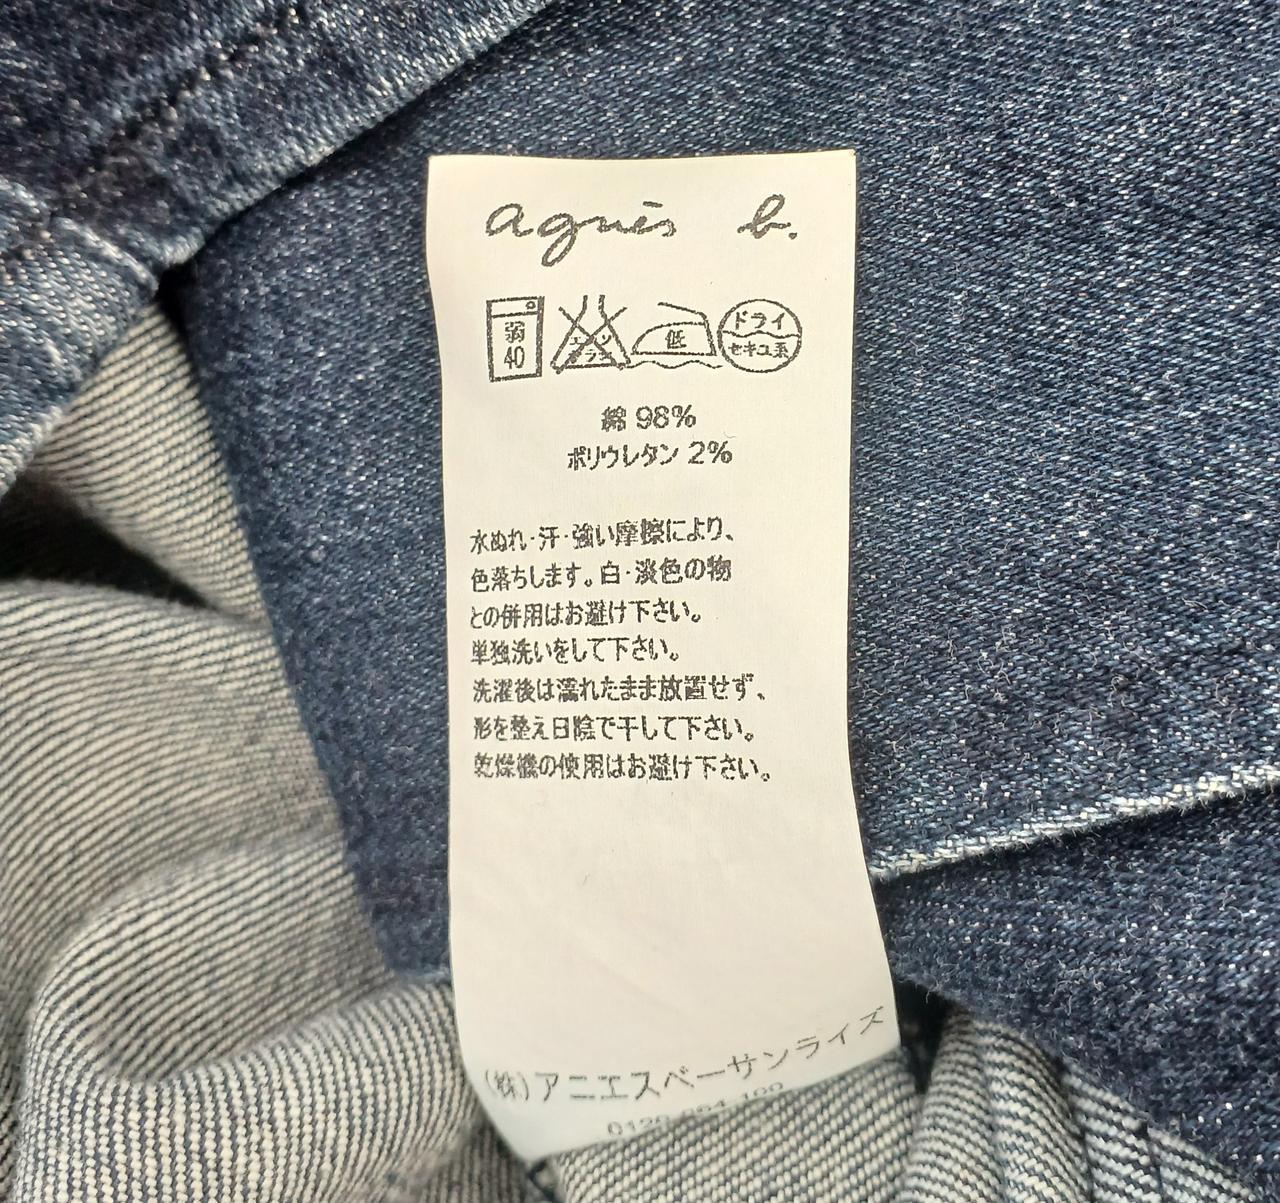 agnès b.
弱 40
エンソ
サラシ
低
ドライ
セキユ系
綿 98%
ポリウレタン 2%
水ぬれ・汗・強い摩擦により、
色落ちします。白・淡色の物
との併用はお避け下さい。
単独洗いをして下さい。
洗濯後は濡れたまま放置せず、
形を整え日陰で干して下さい。
乾燥機の使用はお避け下さい。
(株)アニエスベーサンライズ